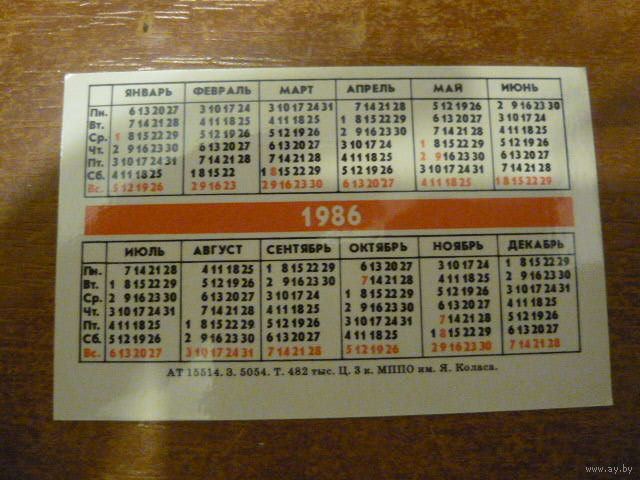 ЯНВАРЬ ФЕВРАЛЬ МАРТ АПРЕЛЬ МАЙ ИЮНЬ
Пн. 6 13 20 27 3 10 17 24 3 10 17 24 31 7 14 21 28 5 12 19 26 2 9 16 23 30
Вт. 7 14 21 28 4 11 18 25 4 11 18 25 1 8 15 22 29 6 13 20 27 3 10 17 24
Ср. 1 8 15 22 29 5 12 19 26 5 12 19 26 2 9 16 23 30 7 14 21 28 4 11 18 25
Чт. 2 9 16 23 30 6 13 20 27 6 13 20 27 3 10 17 24 1 8 15 22 29 5 12 19 26
Пт. 3 10 17 24 31 7 14 21 28 7 14 21 28 4 11 18 25 2 9 16 23 30 6 13 20 27
Сб. 4 11 18 25 1 8 15 22 1 8 15 22 29 5 12 19 26 3 10 17 24 31 7 14 21 28
Вс. 5 12 19 26 2 9 16 23 2 9 16 23 30 6 13 20 27 4 11 18 25 1 8 15 22 29
1986
ИЮЛЬ АВГУСТ СЕНТЯБРЬ ОКТЯБРЬ НОЯБРЬ ДЕКАБРЬ
Пн. 7 14 21 28 4 11 18 25 1 8 15 22 29 6 13 20 27 3 10 17 24 1 8 15 22 29
Вт. 1 8 15 22 29 5 12 19 26 2 9 16 23 30 7 14 21 28 4 11 18 25 2 9 16 23 30
Ср. 2 9 16 23 30 6 13 20 27 3 10 17 24 1 8 15 22 29 5 12 19 26 3 10 17 24 31
Чт. 3 10 17 24 31 7 14 21 28 4 11 18 25 2 9 16 23 30 6 13 20 27 4 11 18 25
Пт. 4 11 18 25 1 8 15 22 29 5 12 19 26 3 10 17 24 31 7 14 21 28 5 12 19 26
Сб. 5 12 19 26 2 9 16 23 30 6 13 20 27 4 11 18 25 1 8 15 22 29 6 13 20 27
Вс. 6 13 20 27 3 10 17 24 31 7 14 21 28 5 12 19 26 2 9 16 23 30 7 14 21 28
АТ 15514. З. 5054. Т. 482 тыс. Ц. 3 к. МППО им. Я. Коласа.
www.ay.by